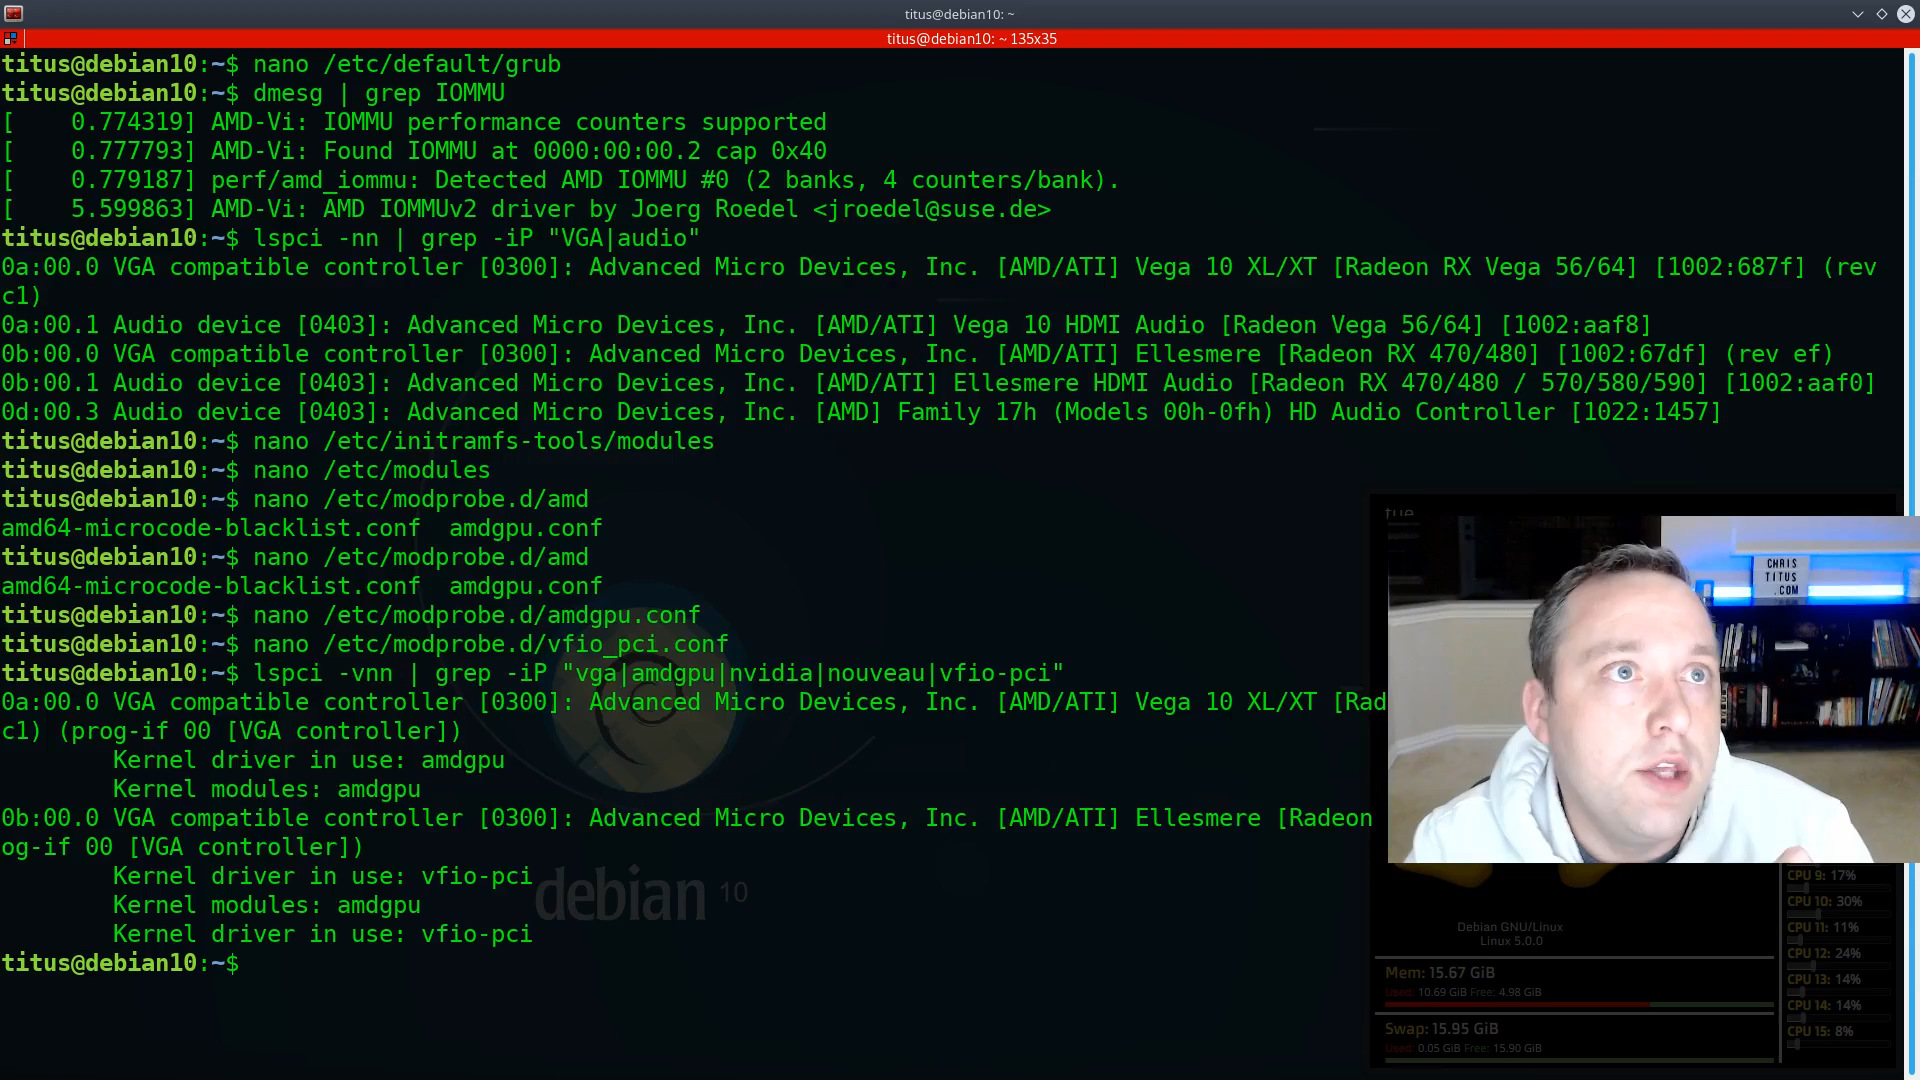 titus@debian10: ~
titus@debian10: ~ 135x35
titus@debian10:~$ nano /etc/default/grub
titus@debian10:~$ dmesg | grep IOMMU
[    0.774319] AMD-Vi: IOMMU performance counters supported
[    0.777793] AMD-Vi: Found IOMMU at 0000:00:00.2 cap 0x40
[    0.779187] perf/amd_iommu: Detected AMD IOMMU #0 (2 banks, 4 counters/bank).
[    5.599863] AMD-Vi: AMD IOMMUv2 driver by Joerg Roedel <jroedel@suse.de>
titus@debian10:~$ lspci -nn | grep -iP "VGA|audio"
0a:00.0 VGA compatible controller [0300]: Advanced Micro Devices, Inc. [AMD/ATI] Vega 10 XL/XT [Radeon RX Vega 56/64] [1002:687f] (rev
c1)
0a:00.1 Audio device [0403]: Advanced Micro Devices, Inc. [AMD/ATI] Vega 10 HDMI Audio [Radeon Vega 56/64] [1002:aaf8]
0b:00.0 VGA compatible controller [0300]: Advanced Micro Devices, Inc. [AMD/ATI] Ellesmere [Radeon RX 470/480] [1002:67df] (rev ef)
0b:00.1 Audio device [0403]: Advanced Micro Devices, Inc. [AMD/ATI] Ellesmere HDMI Audio [Radeon RX 470/480 / 570/580/590] [1002:aaf0]
0d:00.3 Audio device [0403]: Advanced Micro Devices, Inc. [AMD] Family 17h (Models 00h-0fh) HD Audio Controller [1022:1457]
titus@debian10:~$ nano /etc/initramfs-tools/modules
titus@debian10:~$ nano /etc/modules
titus@debian10:~$ nano /etc/modprobe.d/amd
amd64-microcode-blacklist.conf  amdgpu.conf
titus@debian10:~$ nano /etc/modprobe.d/amd
amd64-microcode-blacklist.conf  amdgpu.conf
titus@debian10:~$ nano /etc/modprobe.d/amdgpu.conf
titus@debian10:~$ nano /etc/modprobe.d/vfio_pci.conf
titus@debian10:~$ lspci -vnn | grep -iP "vga|amdgpu|nvidia|nouveau|vfio-pci"
0a:00.0 VGA compatible controller [0300]: Advanced Micro Devices, Inc. [AMD/ATI] Vega 10 XL/XT [Rad
c1) (prog-if 00 [VGA controller])
        Kernel driver in use: amdgpu
        Kernel modules: amdgpu
0b:00.0 VGA compatible controller [0300]: Advanced Micro Devices, Inc. [AMD/ATI] Ellesmere [Radeon
og-if 00 [VGA controller])
        Kernel driver in use: vfio-pci
        Kernel modules: amdgpu
        Kernel driver in use: vfio-pci
titus@debian10:~$
debian 10
CHRIS
TITUS
.COM
Debian GNU/Linux
Linux 5.0.0
Mem: 15.67 GiB
Used: 10.69 GiB Free: 4.98 GiB
Swap: 15.95 GiB
Used: 0.05 GiB Free: 15.90 GiB
CPU 9: 17%
CPU 10: 30%
CPU 11: 11%
CPU 12: 24%
CPU 13: 14%
CPU 14: 14%
CPU 15: 8%